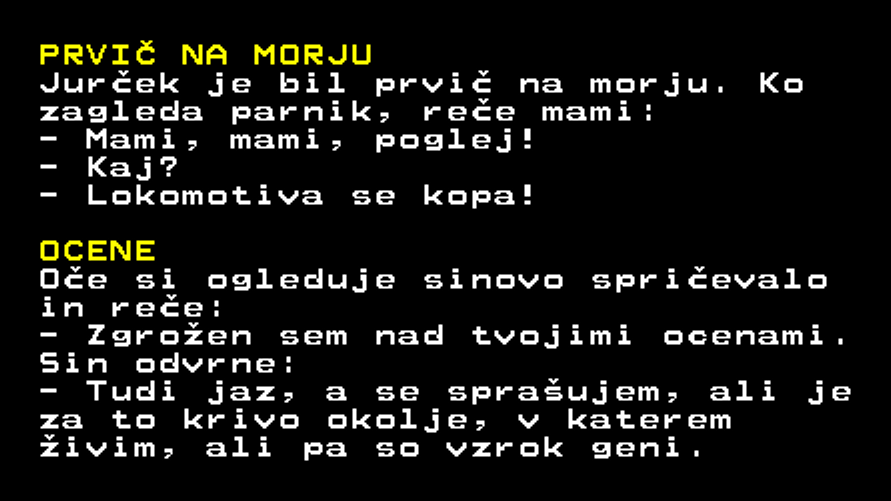 PRVIČ NA MORJU
Jurček je bil prvič na morju. Ko
zagleda parnik, reče mami:
- Mami, mami, poglej!
- Kaj?
- Lokomotiva se kopa!
OCENE
Oče si ogleduje sinovo spričevalo
in reče:
- Zgrožen sem nad tvojimi ocenami.
Sin odvrne:
- Tudi jaz, a se sprašujem, ali je
za to krivo okolje, v katerem
živim, ali pa so vzrok geni.